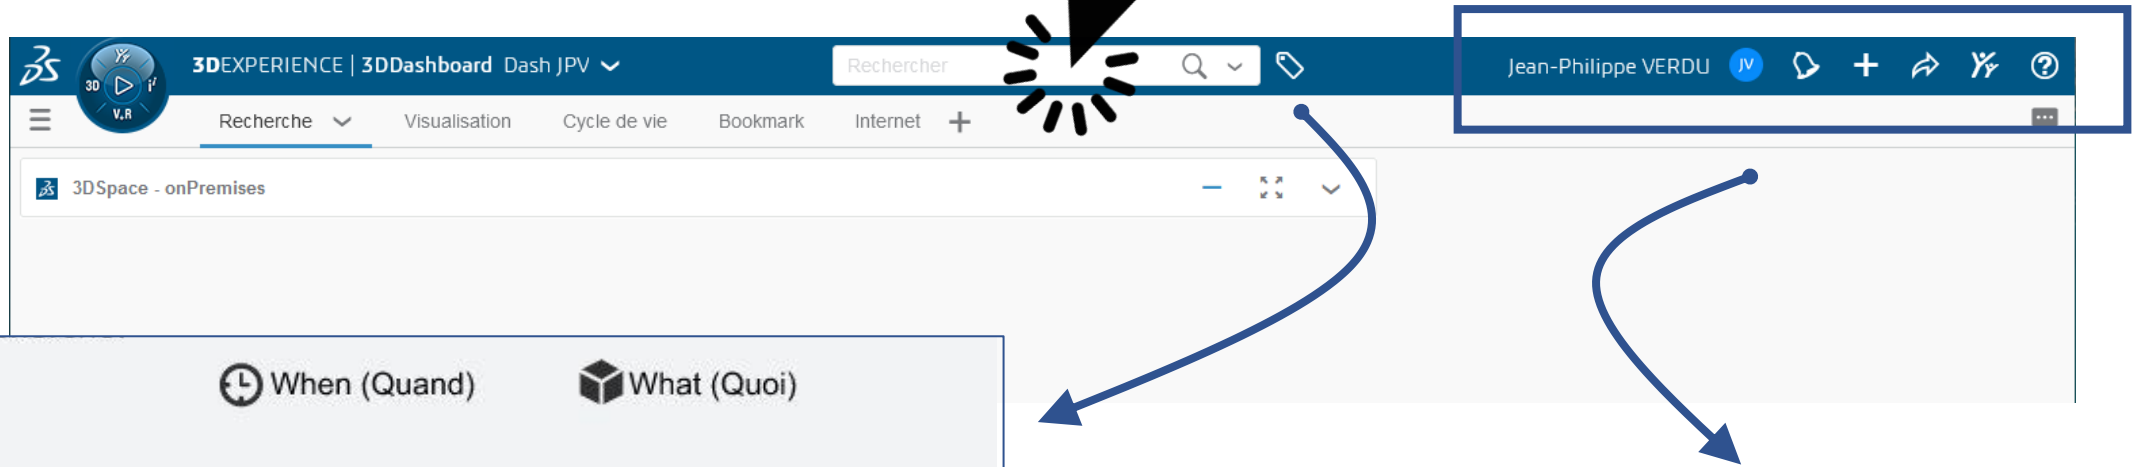 3DEXPERIENCE | 3DDashboard Dash JPV
Rechercher
Jean-Philippe VERDU JV
3D V.R
Recherche Visualisation Cycle de vie Bookmark Internet
3DSpace - onPremises
When (Quand) What (Quoi)